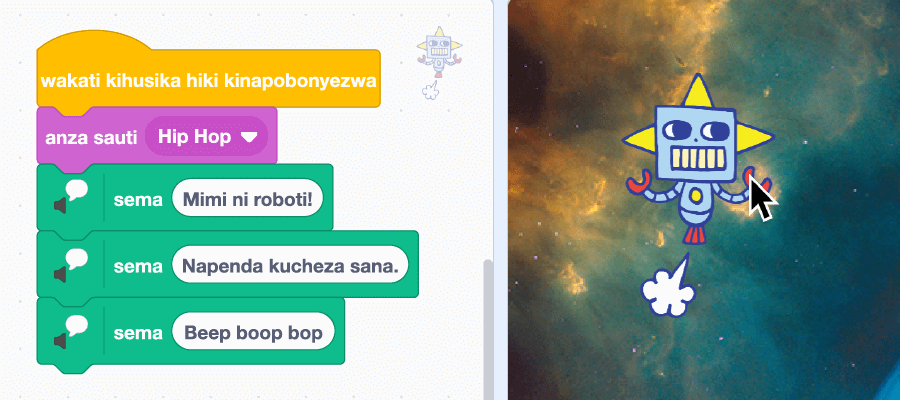 wakati kihusika hiki kinapobonyezwa
anza sauti Hip Hop
sema Mimi ni roboti!
sema Napenda kucheza sana.
sema Beep boop bop